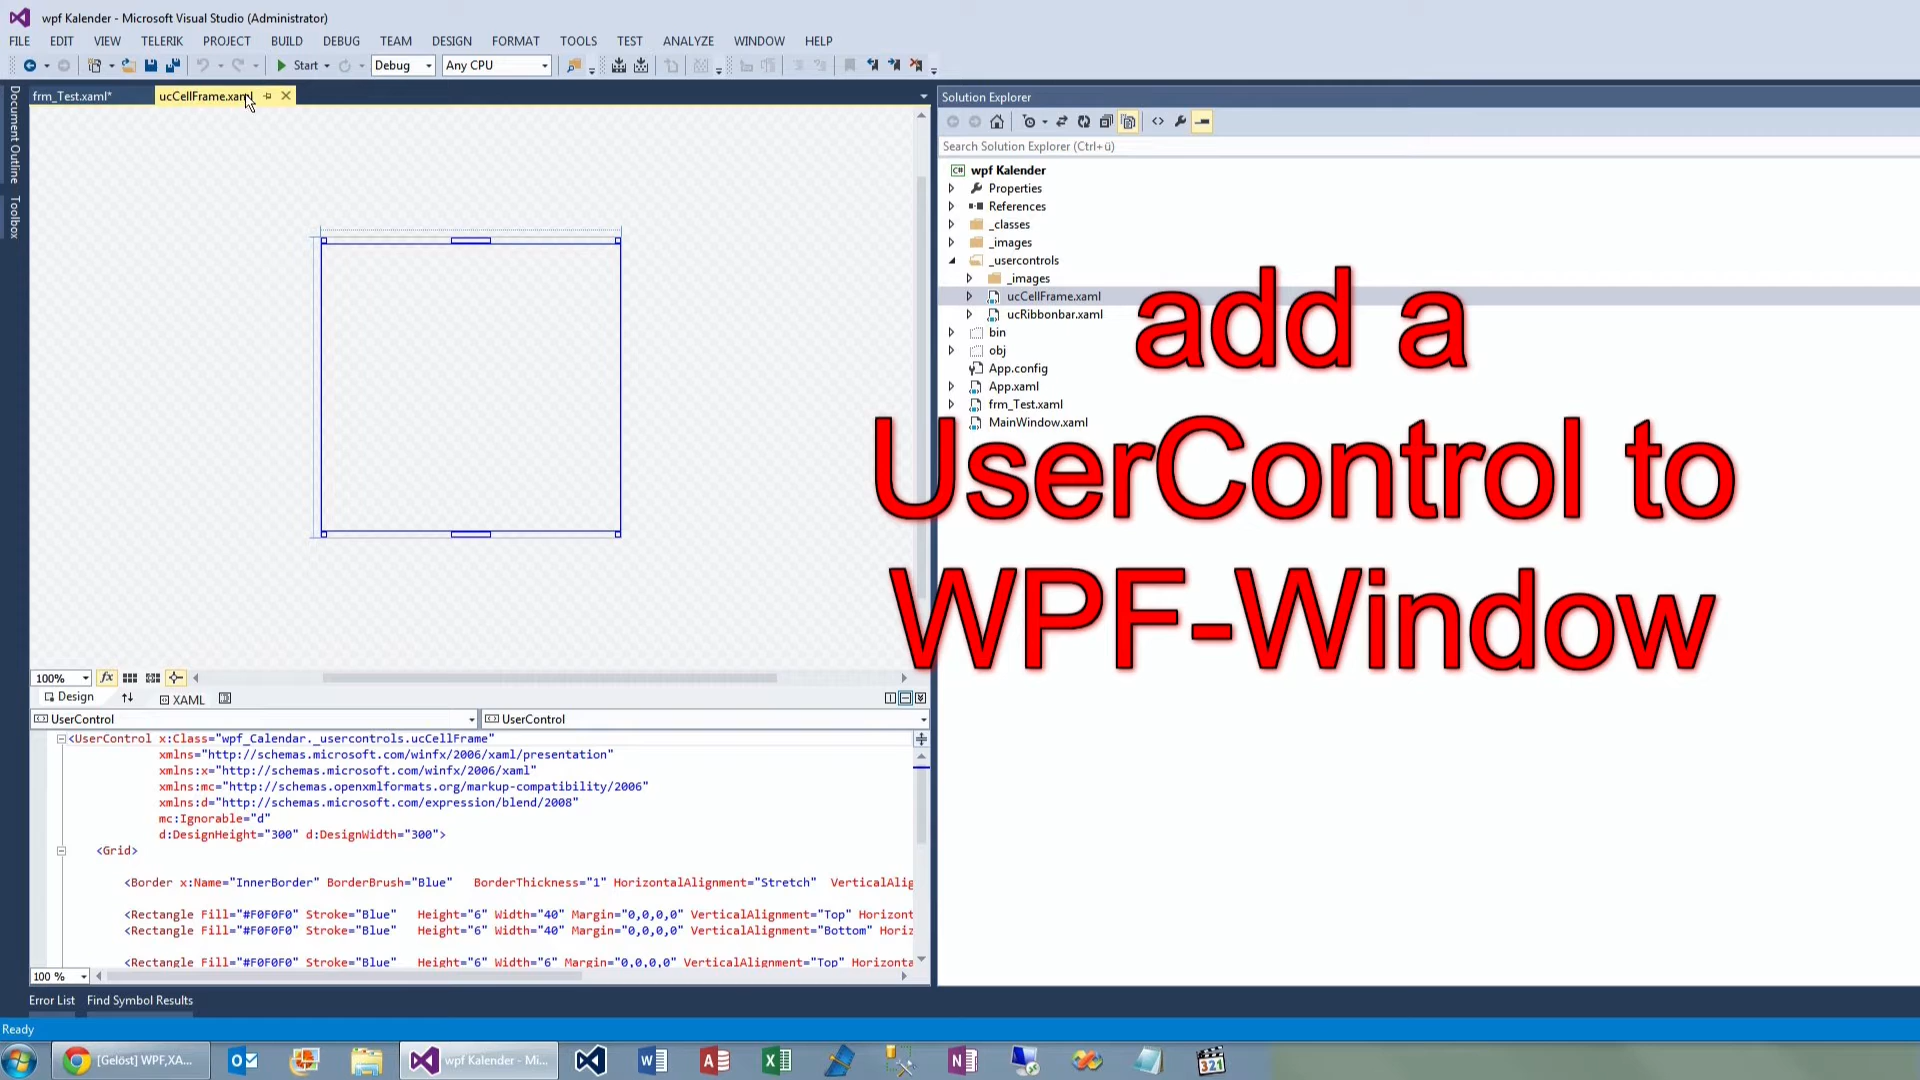 wpf Kalender - Microsoft Visual Studio (Administrator)
FILE EDIT VIEW TELERIK PROJECT BUILD DEBUG TEAM DESIGN FORMAT TOOLS TEST ANALYZE WINDOW HELP
Start Debug Any CPU
frm_Test.xaml* ucCellFrame.xaml
Document Outline
Toolbox
Solution Explorer
Search Solution Explorer (Ctrl+ü)
C# wpf Kalender
Properties
References
_classes
_images
_usercontrols
_images
ucCellFrame.xaml
ucRibbonbar.xaml
bin
obj
App.config
App.xaml
frm_Test.xaml
MainWindow.xaml
add a
UserControl to
WPF-Window
100% fx
Design XAML
UserControl UserControl
<UserControl x:Class="wpf_Calendar._usercontrols.ucCellFrame"
xmlns="http://schemas.microsoft.com/winfx/2006/xaml/presentation"
xmlns:x="http://schemas.microsoft.com/winfx/2006/xaml"
xmlns:mc="http://schemas.openxmlformats.org/markup-compatibility/2006"
xmlns:d="http://schemas.microsoft.com/expression/blend/2008"
mc:Ignorable="d"
d:DesignHeight="300" d:DesignWidth="300">
<Grid>
<Border x:Name="InnerBorder" BorderBrush="Blue" BorderThickness="1" HorizontalAlignment="Stretch" VerticalAlig
<Rectangle Fill="#F0F0F0" Stroke="Blue" Height="6" Width="40" Margin="0,0,0,0" VerticalAlignment="Top" Horizont
<Rectangle Fill="#F0F0F0" Stroke="Blue" Height="6" Width="40" Margin="0,0,0,0" VerticalAlignment="Bottom" Horiz
<Rectangle Fill="#F0F0F0" Stroke="Blue" Height="6" Width="6" Margin="0,0,0,0" VerticalAlignment="Top" Horizonta
100 %
Error List Find Symbol Results
Ready
[Gelöst] WPF,XA... wpf Kalender - Mi...
321